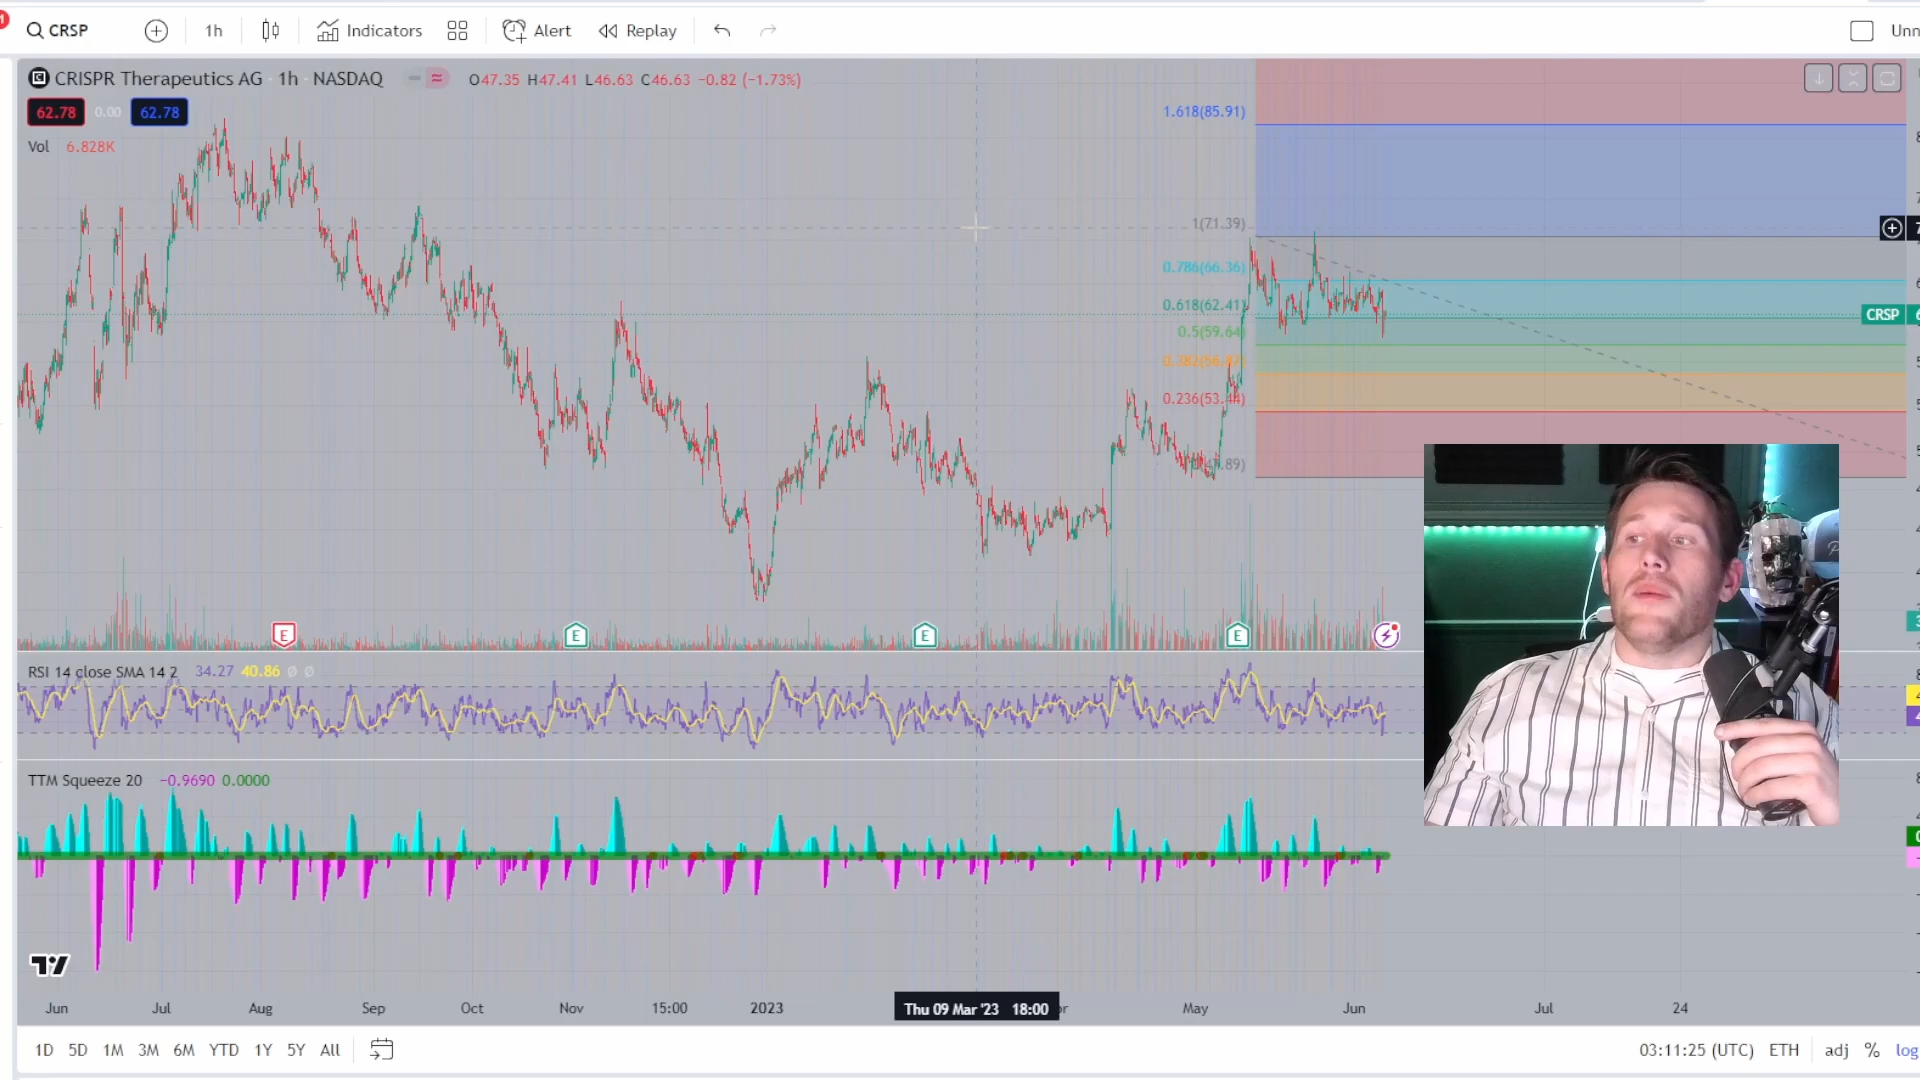 CRSP 1h Indicators Alert Replay
CRISPR Therapeutics AG · 1h · NASDAQ O47.35 H47.41 L46.63 C46.63 −0.82 (−1.73%)
62.78 0.00 62.78
Vol 6.828K
1.618(85.91)
1(71.39)
0.786(66.36)
0.618(62.41)
CRSP
0.5(59.64)
0.236(53.44)
E E E E
RSI 14 close SMA 14 2 34.27 40.86 ∅ ∅
TTM Squeeze 20 −0.9690 0.0000
Jun Jul Aug Sep Oct Nov 15:00 2023 Thu 09 Mar '23 18:00 May Jun Jul 24
1D 5D 1M 3M 6M YTD 1Y 5Y All 03:11:25 (UTC) ETH adj % log